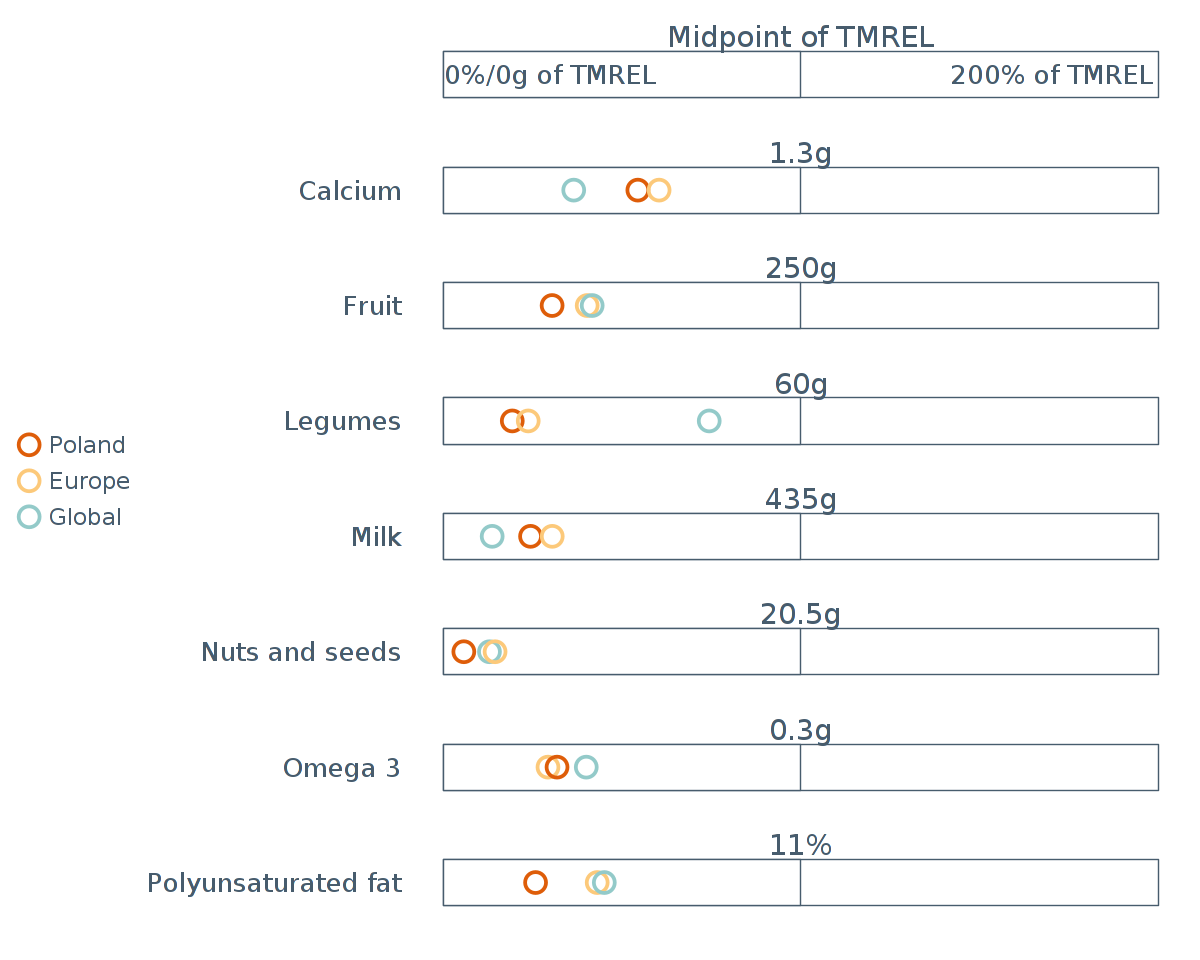 Midpoint of TMREL
0%/0g of TMREL
200% of TMREL
1.3g
Calcium
250g
Fruit
60g
Legumes
Poland
Europe
Global
435g
Milk
20.5g
Nuts and seeds
0.3g
Omega 3
11%
Polyunsaturated fat